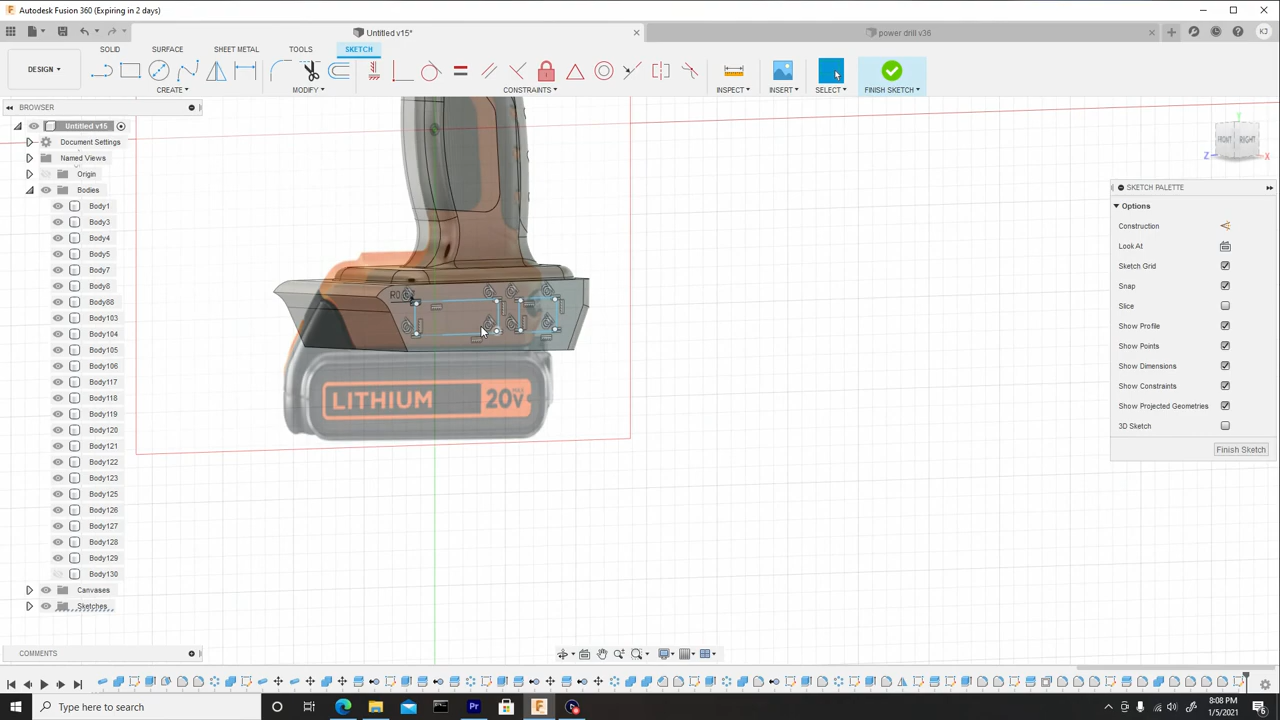 Autodesk Fusion 360 (Expiring in 2 days)
Untitled v15*
power drill v36
KJ
DESIGN
SOLID
SURFACE
SHEET METAL
TOOLS
SKETCH
CREATE
MODIFY
CONSTRAINTS
INSPECT
INSERT
SELECT
FINISH SKETCH
BROWSER
Untitled v15
Document Settings
Named Views
Origin
Bodies
Body1
Body3
Body4
Body5
Body7
Body8
Body88
Body103
Body104
Body105
Body106
Body117
Body118
Body119
Body120
Body121
Body122
Body123
Body125
Body126
Body127
Body128
Body129
Body130
Canvases
Sketches
COMMENTS
LITHIUM
20V
MAX
FRONT
RIGHT
Z
X
SKETCH PALETTE
Options
Construction
Look At
Sketch Grid
Snap
Slice
Show Profile
Show Points
Show Dimensions
Show Constraints
Show Projected Geometries
3D Sketch
Finish Sketch
Type here to search
8:08 PM
1/5/2021